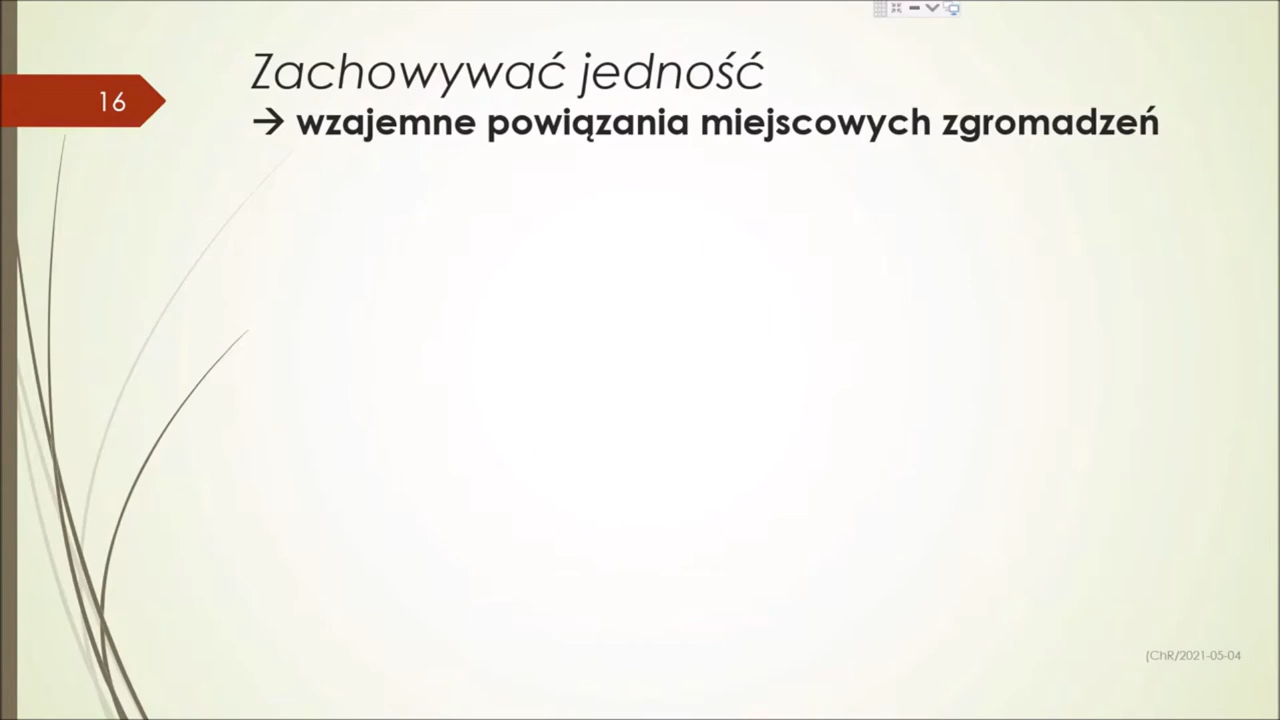 16
Zachowywać jedność
→ wzajemne powiązania miejscowych zgromadzeń
(ChR/2021-05-04